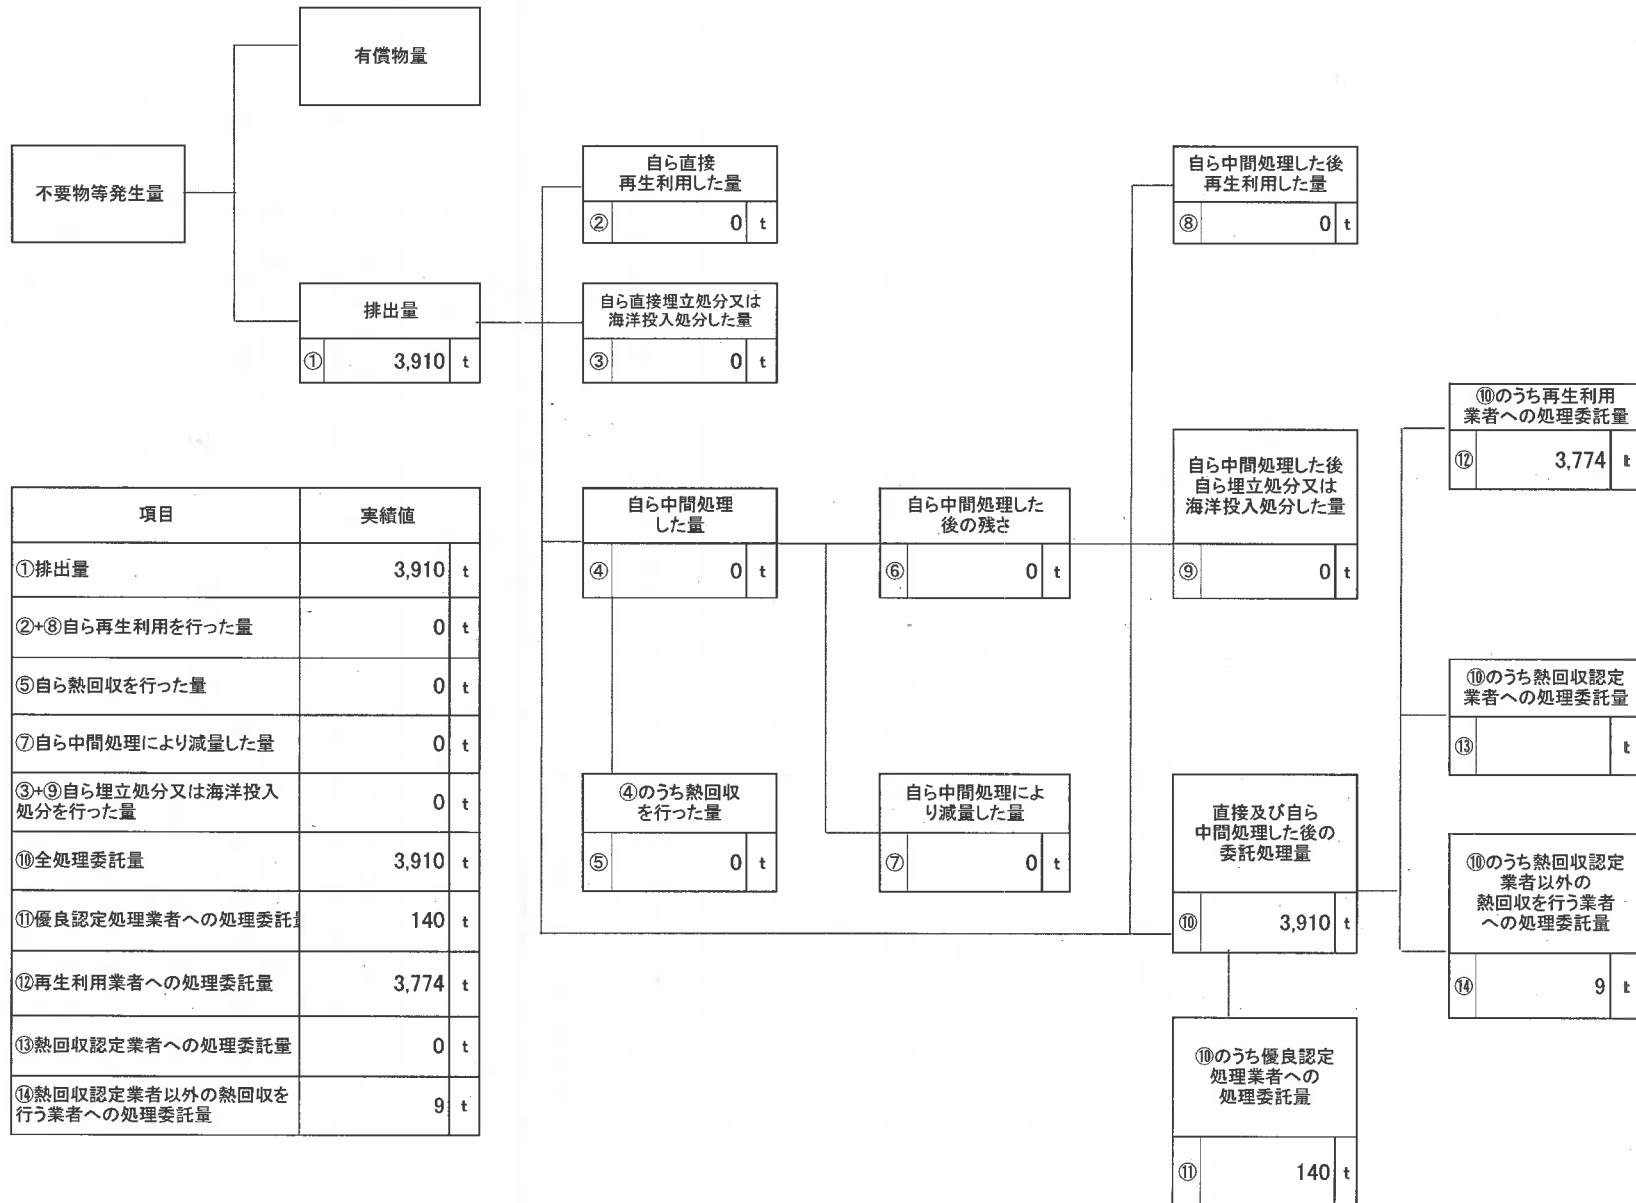 有償物量
不要物等発生量
排出量
① 3,910 t
自ら直接
再生利用した量
② 0 t
自ら直接埋立処分又は
海洋投入処分した量
③ 0 t
自ら中間処理
した量
④ 0 t
④のうち熱回収
を行った量
⑤ 0 t
自ら中間処理した
後の残さ
⑥ 0 t
自ら中間処理によ
り減量した量
⑦ 0 t
自ら中間処理した後
再生利用した量
⑧ 0 t
自ら中間処理した後
自ら埋立処分又は
海洋投入処分した量
⑨ 0 t
直接及び自ら
中間処理した後の
委託処理量
⑩ 3,910 t
⑩のうち優良認定
処理業者への
処理委託量
⑪ 140 t
⑩のうち再生利用
業者への処理委託量
⑫ 3,774 t
⑩のうち熱回収認定
業者への処理委託量
⑬ t
⑩のうち熱回収認定
業者以外の
熱回収を行う業者
への処理委託量
⑭ 9 t
項目 実績値
①排出量 3,910 t
②+⑧自ら再生利用を行った量 0 t
⑤自ら熱回収を行った量 0 t
⑦自ら中間処理により減量した量 0 t
③+⑨自ら埋立処分又は海洋投入
処分を行った量 0 t
⑩全処理委託量 3,910 t
⑪優良認定処理業者への処理委託量 140 t
⑫再生利用業者への処理委託量 3,774 t
⑬熱回収認定業者への処理委託量 0 t
⑭熱回収認定業者以外の熱回収を
行う業者への処理委託量 9 t